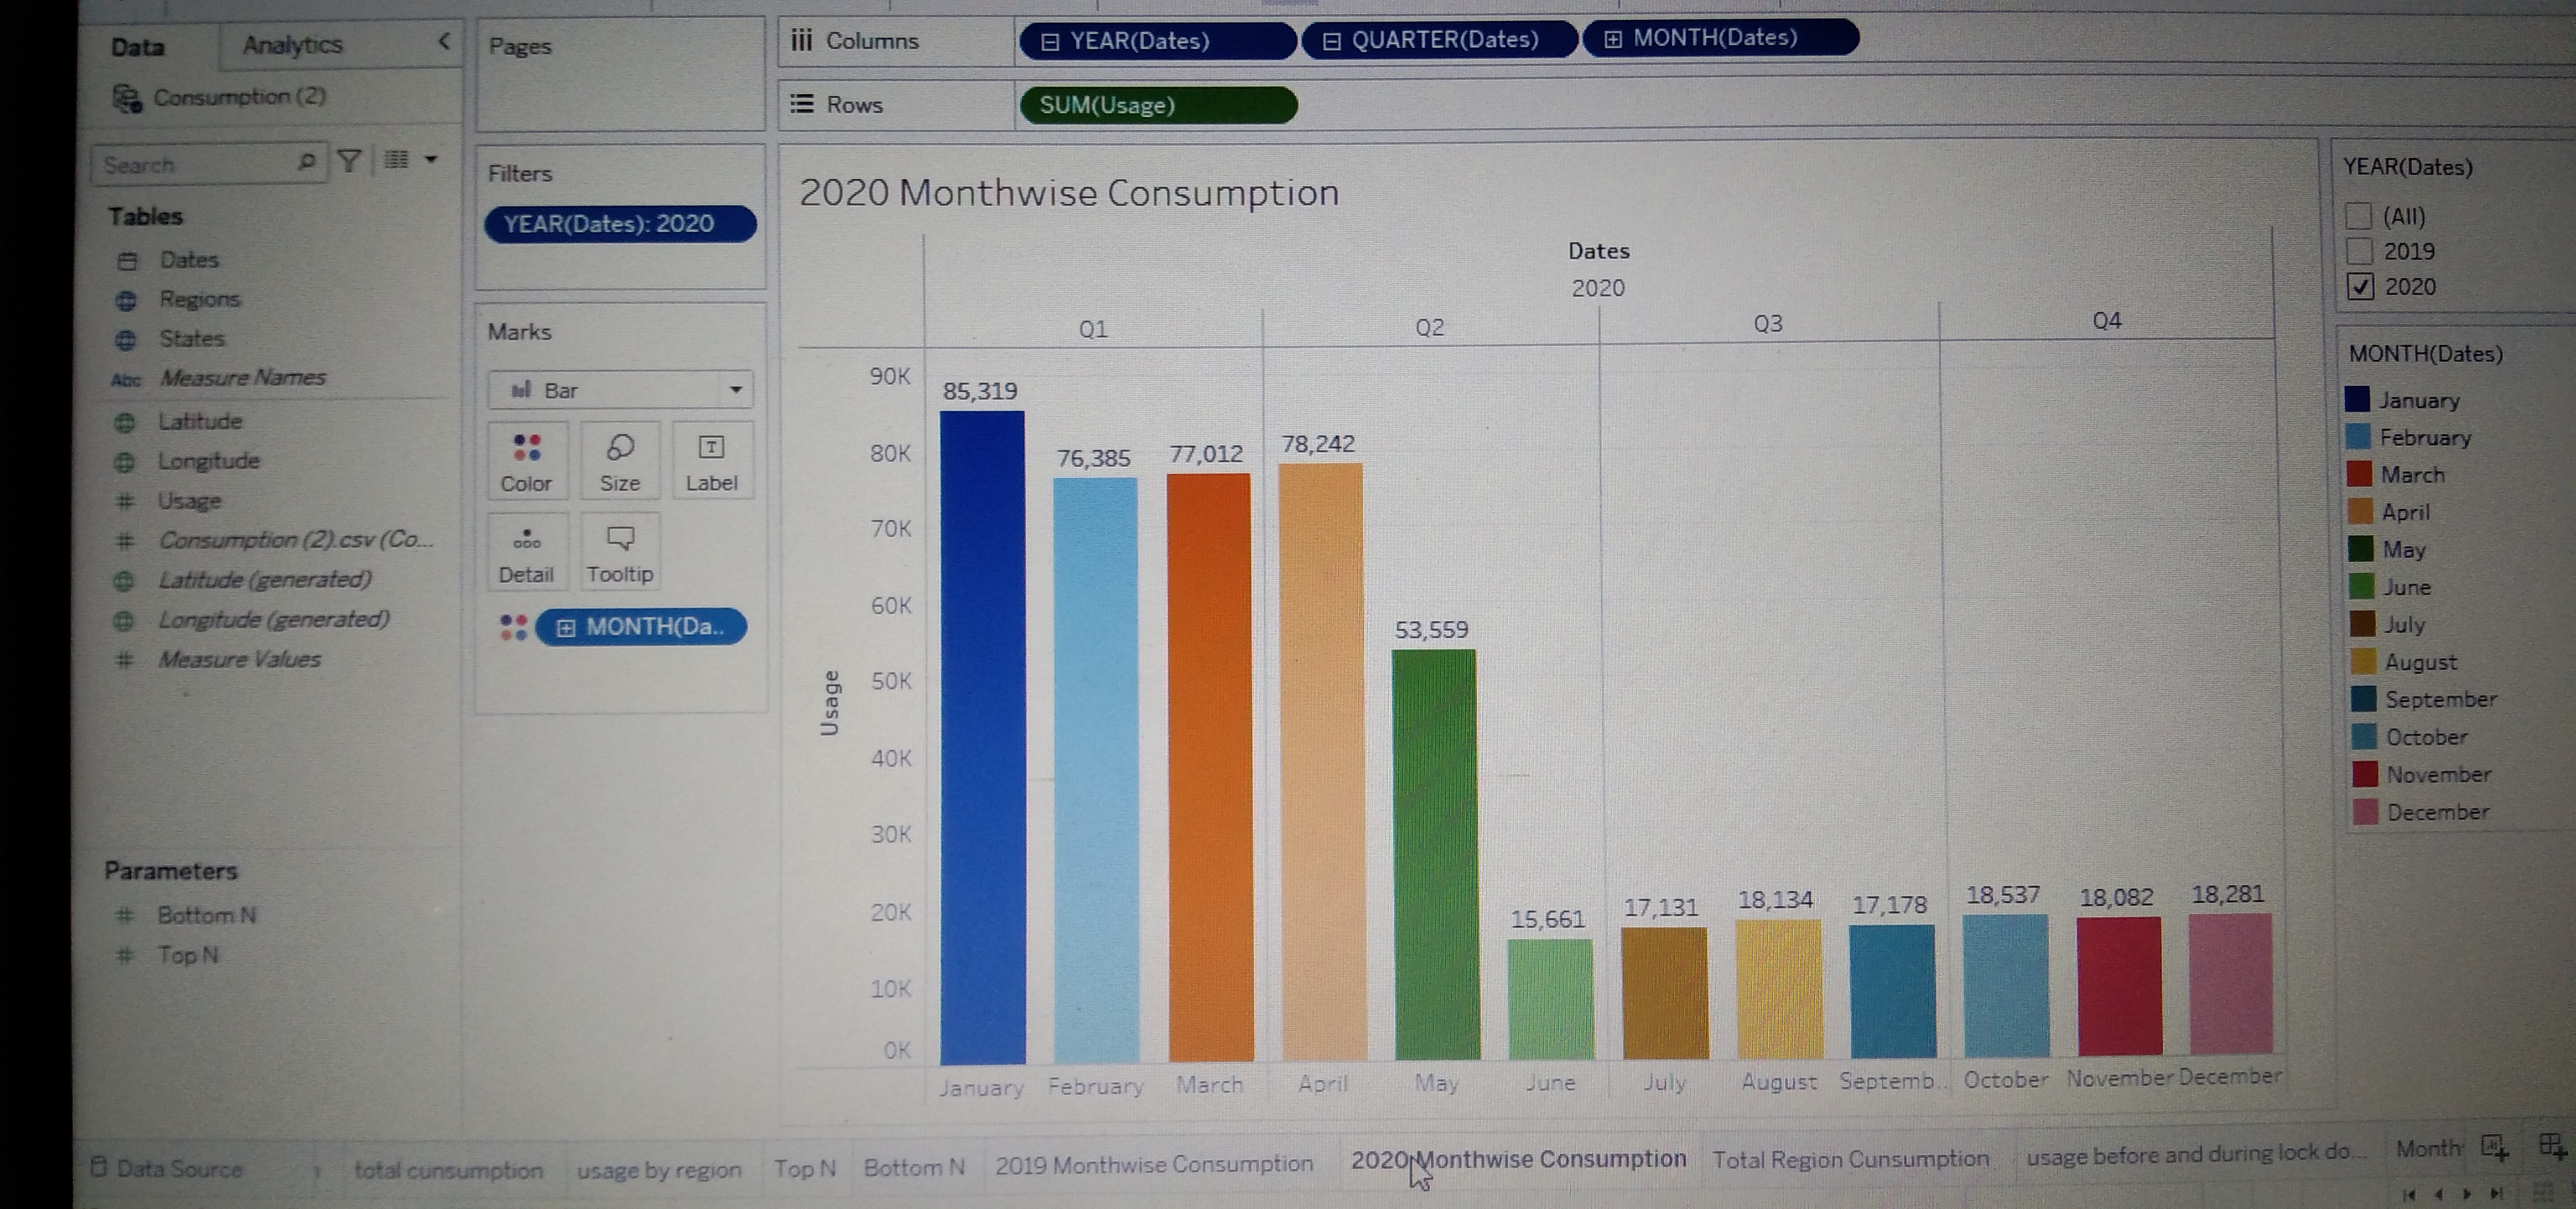 Data
Analytics
Consumption (2)
Search
Tables
Dates
Regions
States
Abc Measure Names
Latitude
Longitude
# Usage
# Consumption (2).csv (Co...
Latitude (generated)
Longitude (generated)
# Measure Values
Parameters
# Bottom N
# Top N
Pages
Filters
YEAR(Dates): 2020
Marks
Bar
Color Size Label
Detail Tooltip
MONTH(Da..
Columns YEAR(Dates) QUARTER(Dates) MONTH(Dates)
Rows SUM(Usage)
2020 Monthwise Consumption
Dates
2020
Q1 Q2 Q3 Q4
Usage
90K
80K
70K
60K
50K
40K
30K
20K
10K
0K
85,319
76,385
77,012
78,242
53,559
15,661
17,131
18,134
17,178
18,537
18,082
18,281
January February March April May June July August Septemb.. October November December
YEAR(Dates)
(All)
2019
2020
MONTH(Dates)
January
February
March
April
May
June
July
August
September
October
November
December
Data Source total cunsumption usage by region Top N Bottom N 2019 Monthwise Consumption 2020 Monthwise Consumption Total Region Cunsumption usage before and during lock do... Month